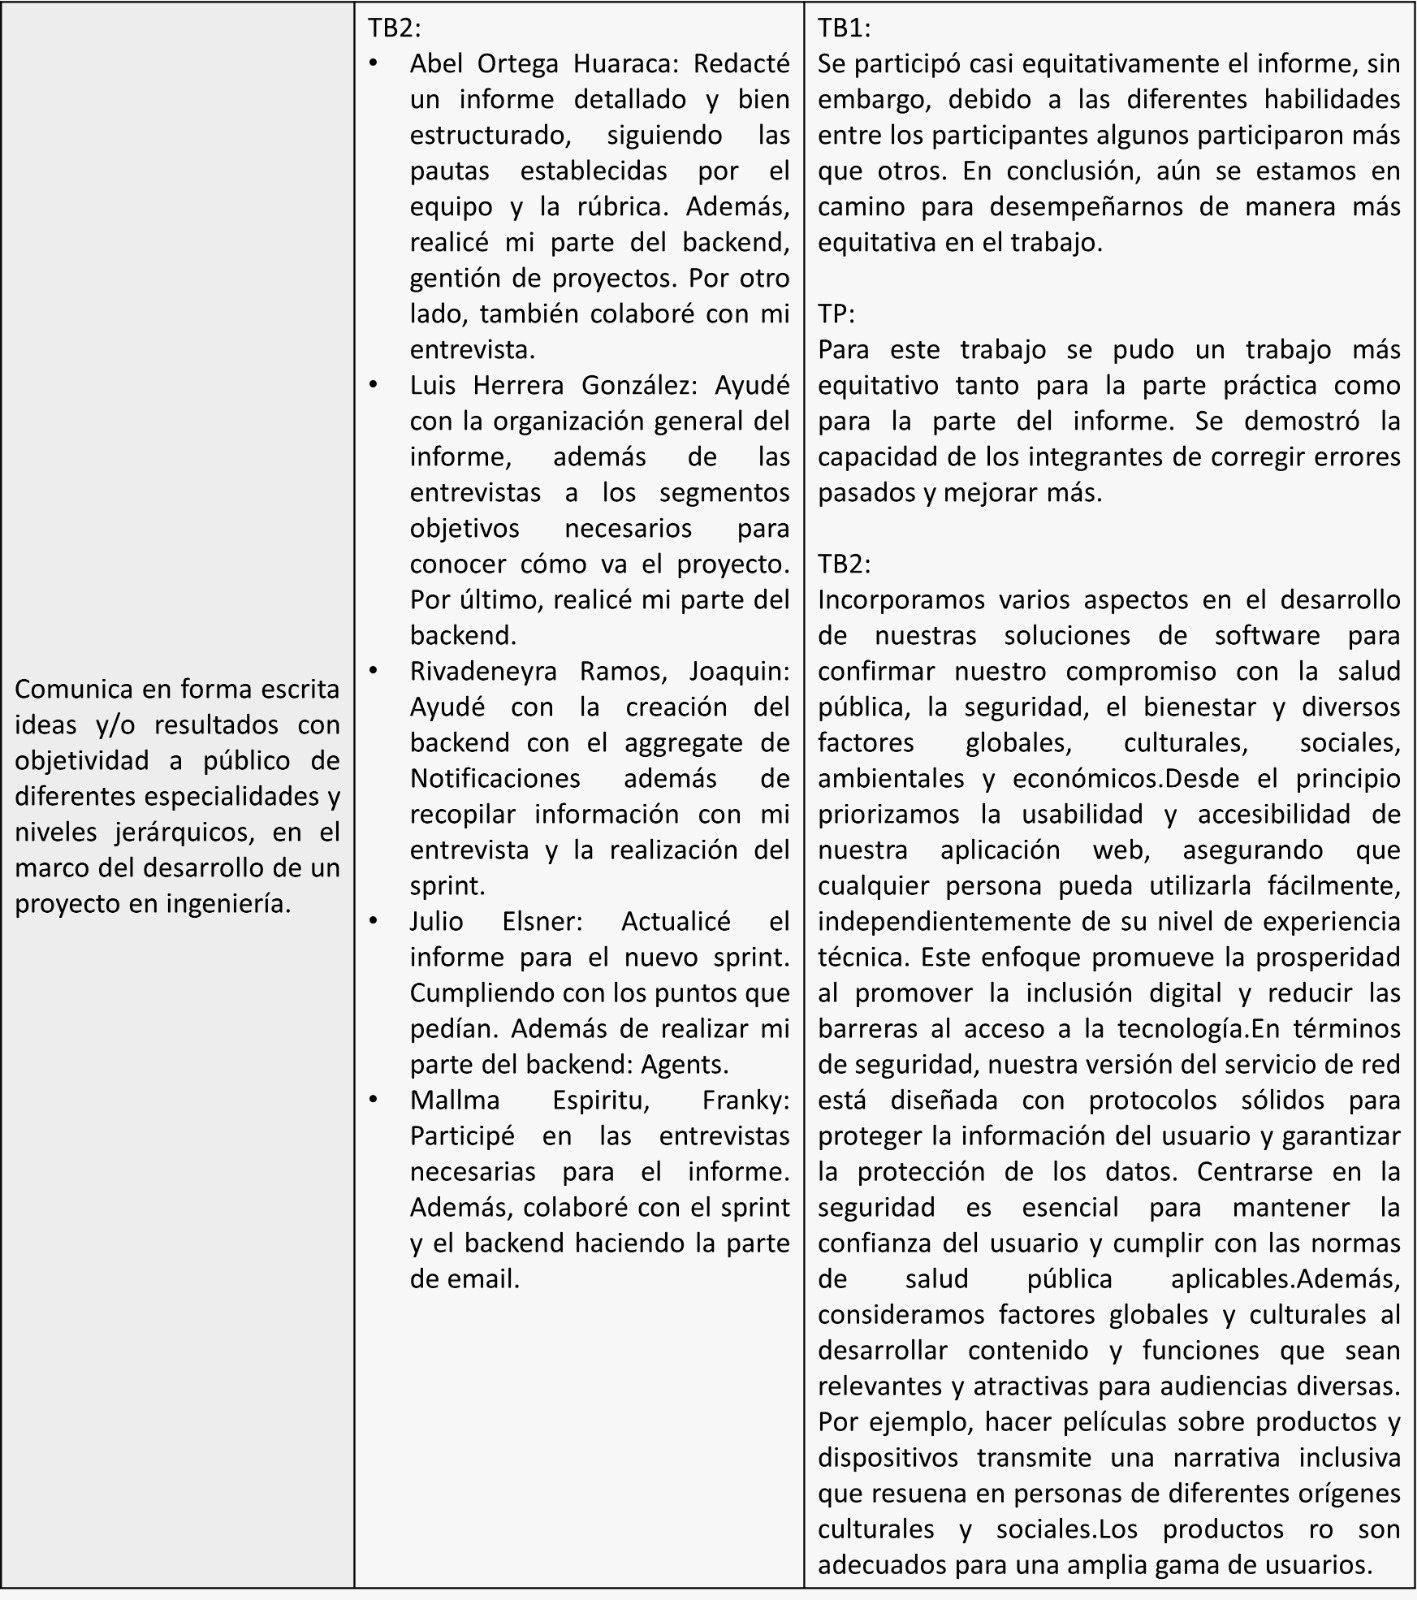 Comunica en forma escrita
ideas y/o resultados con
objetividad a público de
diferentes especialidades y
niveles jerárquicos, en el
marco del desarrollo de un
proyecto en ingeniería.
TB2:
• Abel Ortega Huaraca: Redacté
un informe detallado y bien
estructurado, siguiendo las
pautas establecidas por el
equipo y la rúbrica. Además,
realicé mi parte del backend,
gentión de proyectos. Por otro
lado, también colaboré con mi
entrevista.
• Luis Herrera González: Ayudé
con la organización general del
informe, además de las
entrevistas a los segmentos
objetivos necesarios para
conocer cómo va el proyecto.
Por último, realicé mi parte del
backend.
• Rivadeneyra Ramos, Joaquin:
Ayudé con la creación del
backend con el aggregate de
Notificaciones además de
recopilar información con mi
entrevista y la realización del
sprint.
• Julio Elsner: Actualicé el
informe para el nuevo sprint.
Cumpliendo con los puntos que
pedían. Además de realizar mi
parte del backend: Agents.
• Mallma Espiritu, Franky:
Participé en las entrevistas
necesarias para el informe.
Además, colaboré con el sprint
y el backend haciendo la parte
de email.
TB1:
Se participó casi equitativamente el informe, sin
embargo, debido a las diferentes habilidades
entre los participantes algunos participaron más
que otros. En conclusión, aún se estamos en
camino para desempeñarnos de manera más
equitativa en el trabajo.
TP:
Para este trabajo se pudo un trabajo más
equitativo tanto para la parte práctica como
para la parte del informe. Se demostró la
capacidad de los integrantes de corregir errores
pasados y mejorar más.
TB2:
Incorporamos varios aspectos en el desarrollo
de nuestras soluciones de software para
confirmar nuestro compromiso con la salud
pública, la seguridad, el bienestar y diversos
factores globales, culturales, sociales,
ambientales y económicos.Desde el principio
priorizamos la usabilidad y accesibilidad de
nuestra aplicación web, asegurando que
cualquier persona pueda utilizarla fácilmente,
independientemente de su nivel de experiencia
técnica. Este enfoque promueve la prosperidad
al promover la inclusión digital y reducir las
barreras al acceso a la tecnología.En términos
de seguridad, nuestra versión del servicio de red
está diseñada con protocolos sólidos para
proteger la información del usuario y garantizar
la protección de los datos. Centrarse en la
seguridad es esencial para mantener la
confianza del usuario y cumplir con las normas
de salud pública aplicables.Además,
consideramos factores globales y culturales al
desarrollar contenido y funciones que sean
relevantes y atractivas para audiencias diversas.
Por ejemplo, hacer películas sobre productos y
dispositivos transmite una narrativa inclusiva
que resuena en personas de diferentes orígenes
culturales y sociales.Los productos ro son
adecuados para una amplia gama de usuarios.